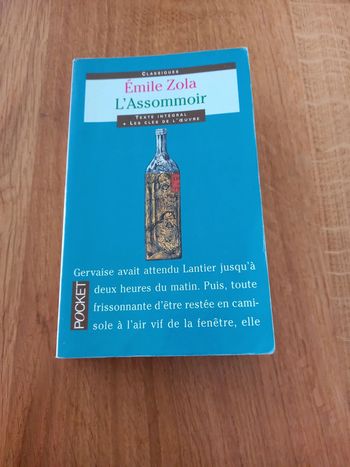 CLASSIQUES
Émile Zola
L'Assommoir
TEXTE INTÉGRAL
+ LES CLÉS DE L'ŒUVRE
Gervaise avait attendu Lantier jusqu'à
deux heures du matin. Puis, toute
frissonnante d'être restée en cami-
sole à l'air vif de la fenêtre, elle
POCKET